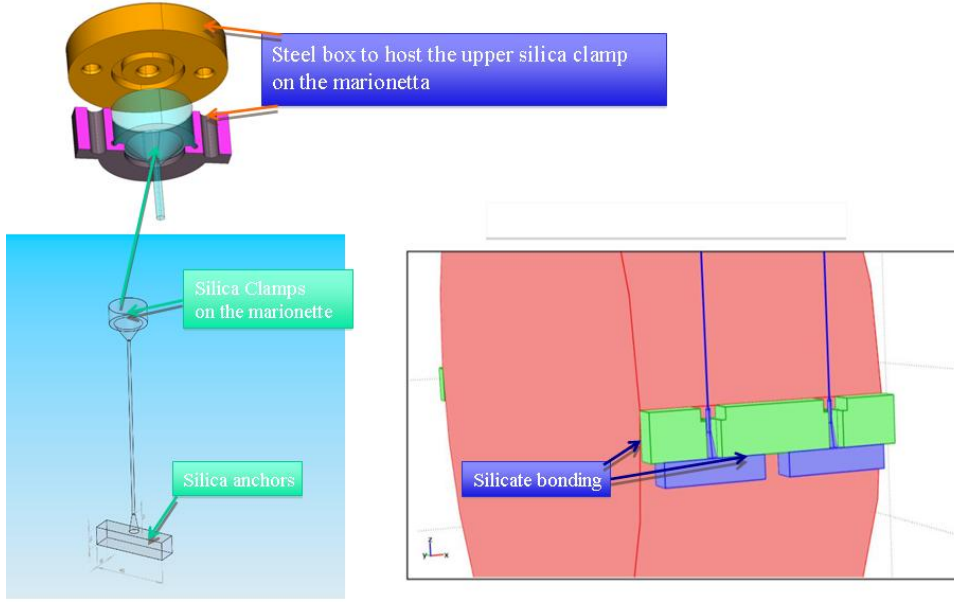 Steel box to host the upper silica clamp
on the marionetta
Silica Clamps
on the marionette
Silica anchors
Silicate bonding
z
y
x